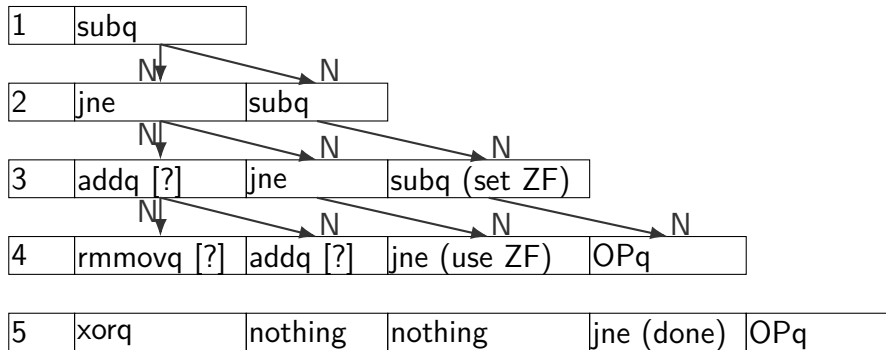 1 subq
N N
2 jne subq
N N N
3 addq [?] jne subq (set ZF)
N N N N
4 rmmovq [?] addq [?] jne (use ZF) OPq
5 xorq nothing nothing jne (done) OPq